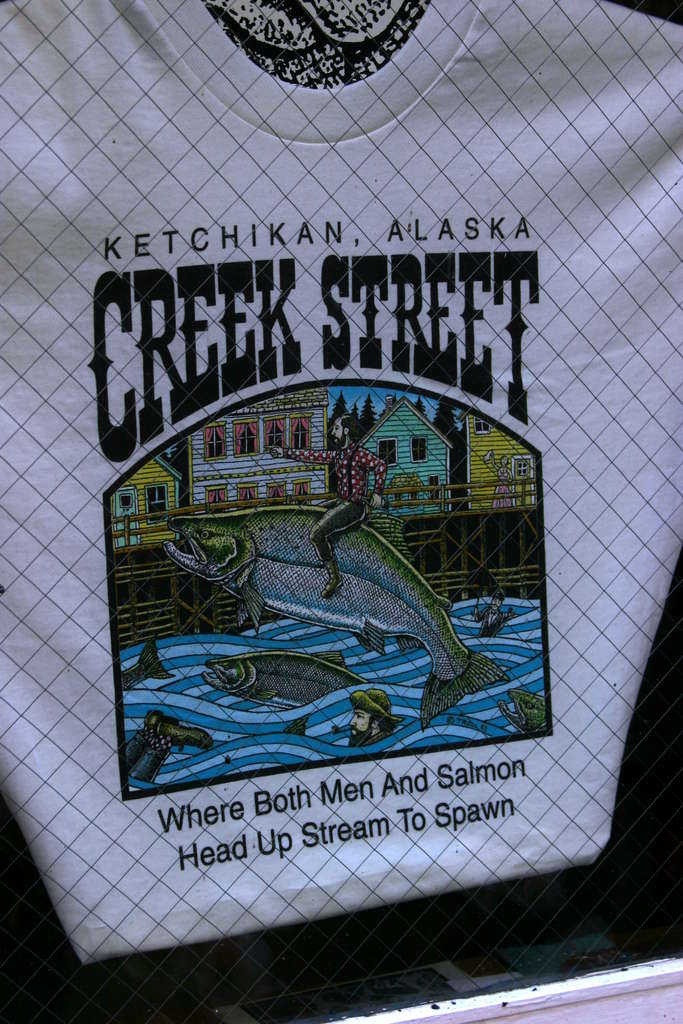 KETCHIKAN, ALASKA
CREEK STREET
Where Both Men And Salmon
Head Up Stream To Spawn